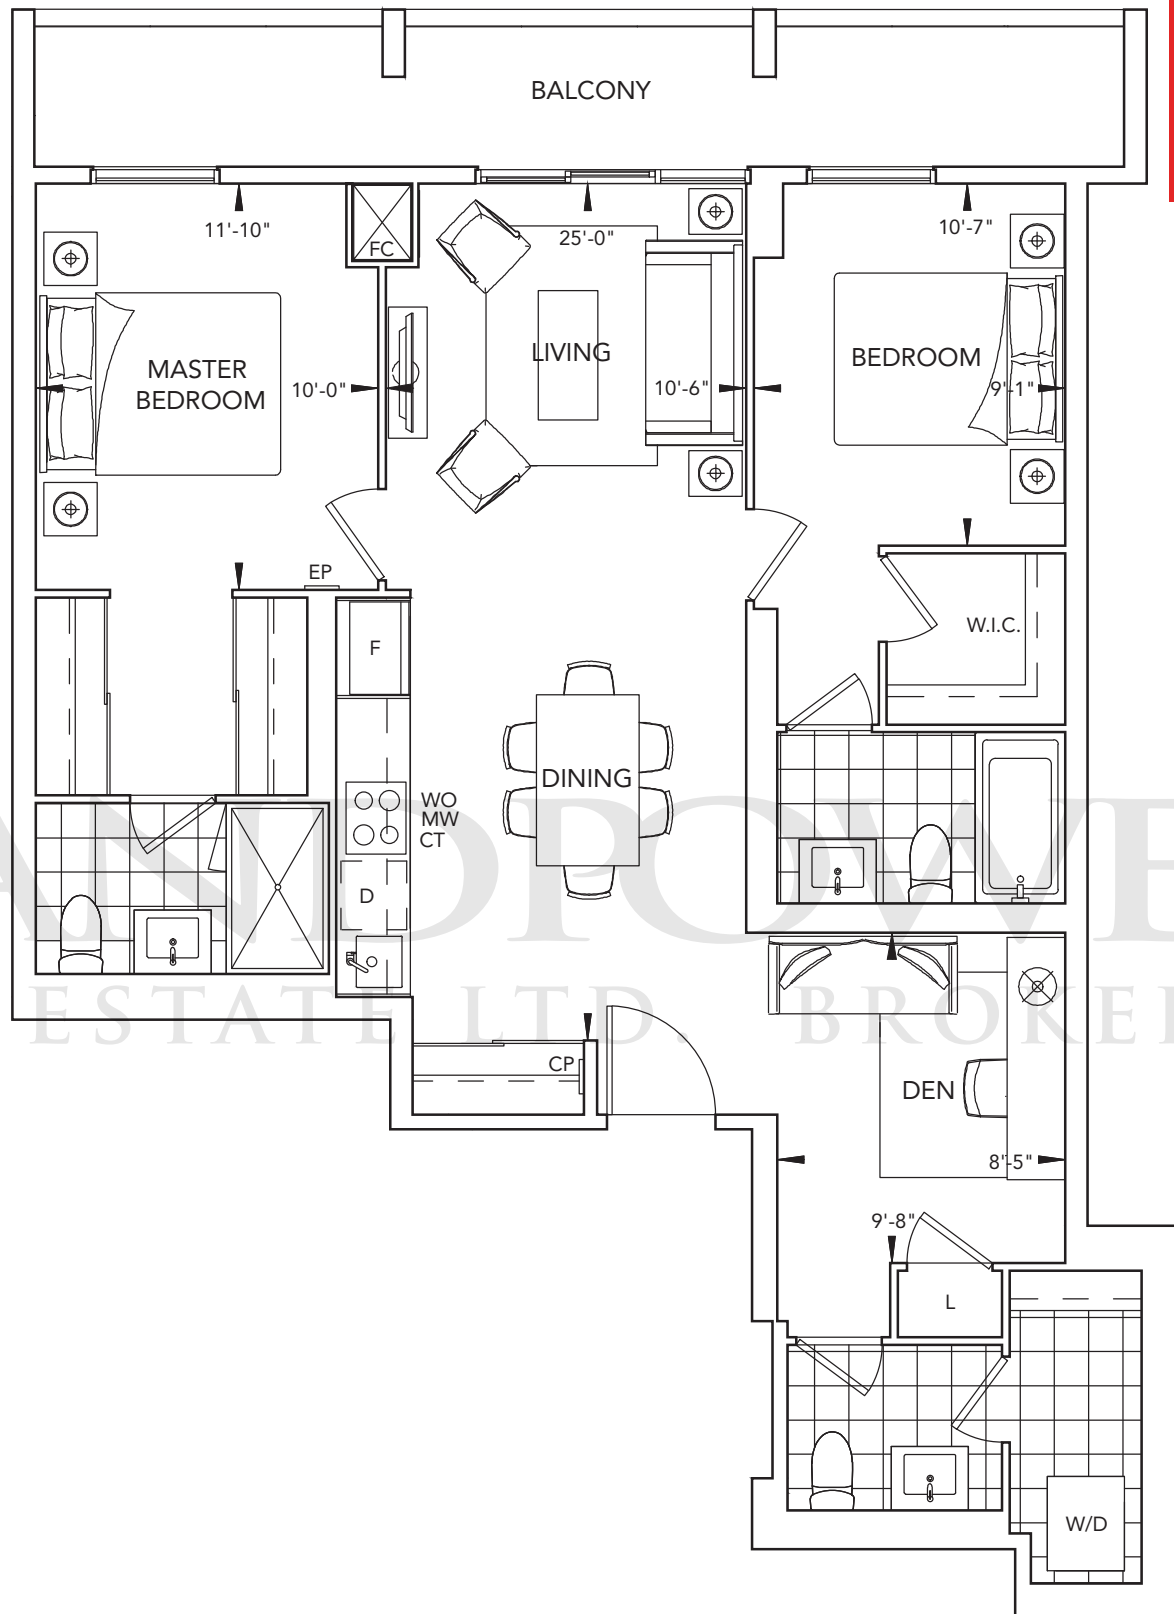 BALCONY
11'-10"
FC
25'-0"
10'-7"
MASTER
BEDROOM
10'-0"
LIVING
10'-6"
BEDROOM
9'-1"
EP
F
W.I.C.
DINING
WO
MW
CT
D
ANDPOWE
ESTATE LTD. BROKE
CP
DEN
8'-5"
9'-8"
L
W/D